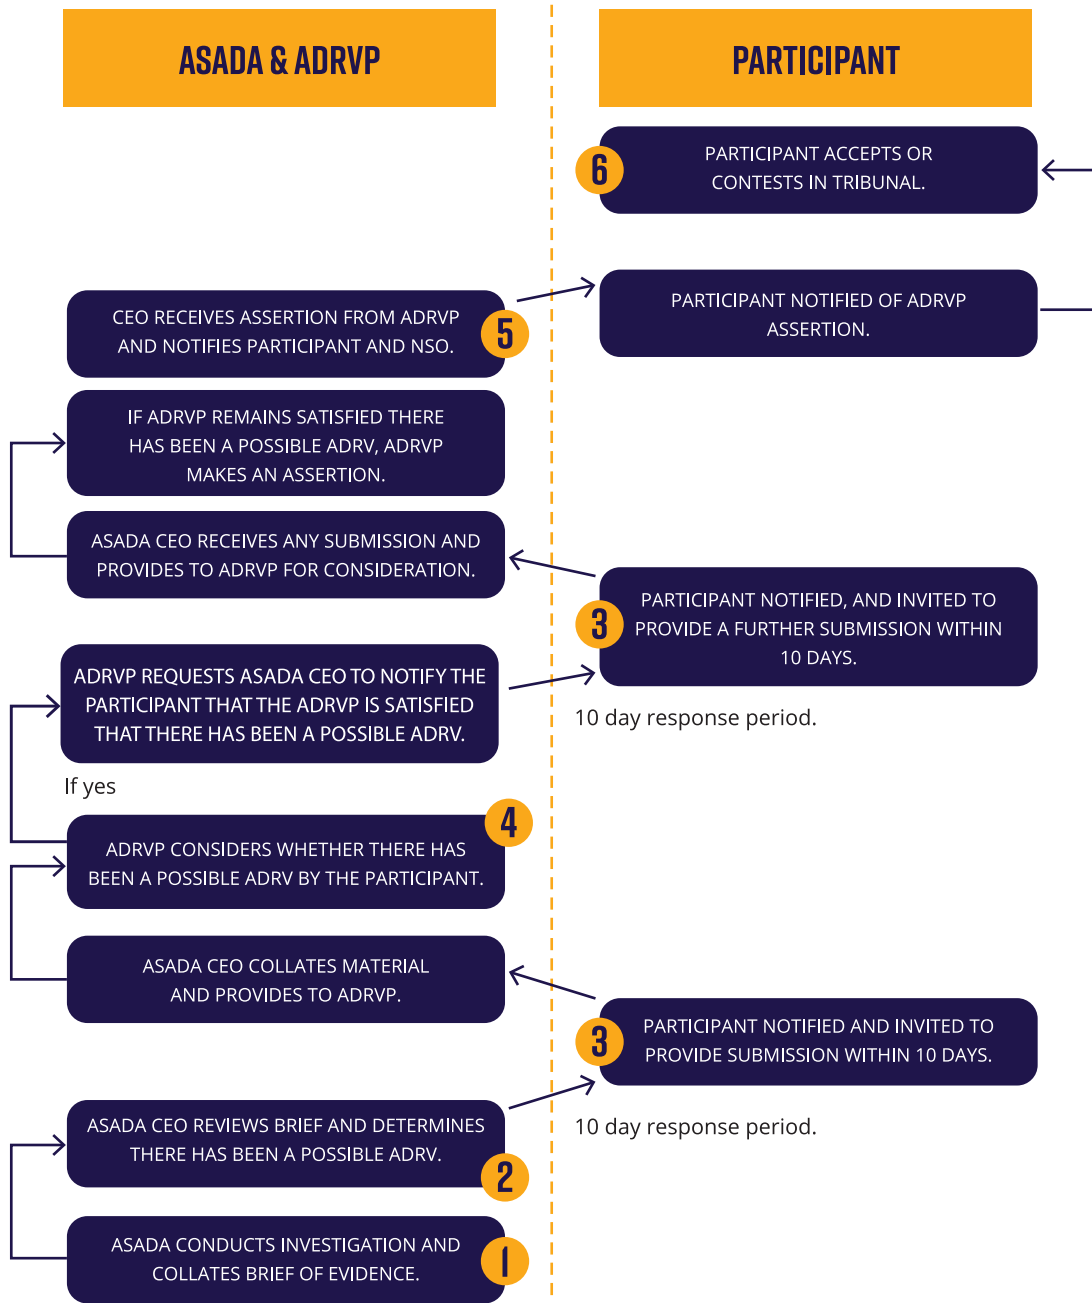 ASADA & ADRVP
PARTICIPANT
6
PARTICIPANT ACCEPTS OR
CONTESTS IN TRIBUNAL.
CEO RECEIVES ASSERTION FROM ADRVP
AND NOTIFIES PARTICIPANT AND NSO.
5
PARTICIPANT NOTIFIED OF ADRVP
ASSERTION.
IF ADRVP REMAINS SATISFIED THERE
HAS BEEN A POSSIBLE ADRV, ADRVP
MAKES AN ASSERTION.
ASADA CEO RECEIVES ANY SUBMISSION AND
PROVIDES TO ADRVP FOR CONSIDERATION.
3
PARTICIPANT NOTIFIED, AND INVITED TO
PROVIDE A FURTHER SUBMISSION WITHIN
10 DAYS.
ADRVP REQUESTS ASADA CEO TO NOTIFY THE
PARTICIPANT THAT THE ADRVP IS SATISFIED
THAT THERE HAS BEEN A POSSIBLE ADRV.
10 day response period.
If yes
4
ADRVP CONSIDERS WHETHER THERE HAS
BEEN A POSSIBLE ADRV BY THE PARTICIPANT.
ASADA CEO COLLATES MATERIAL
AND PROVIDES TO ADRVP.
3
PARTICIPANT NOTIFIED AND INVITED TO
PROVIDE SUBMISSION WITHIN 10 DAYS.
ASADA CEO REVIEWS BRIEF AND DETERMINES
THERE HAS BEEN A POSSIBLE ADRV.
2
10 day response period.
ASADA CONDUCTS INVESTIGATION AND
COLLATES BRIEF OF EVIDENCE.
1